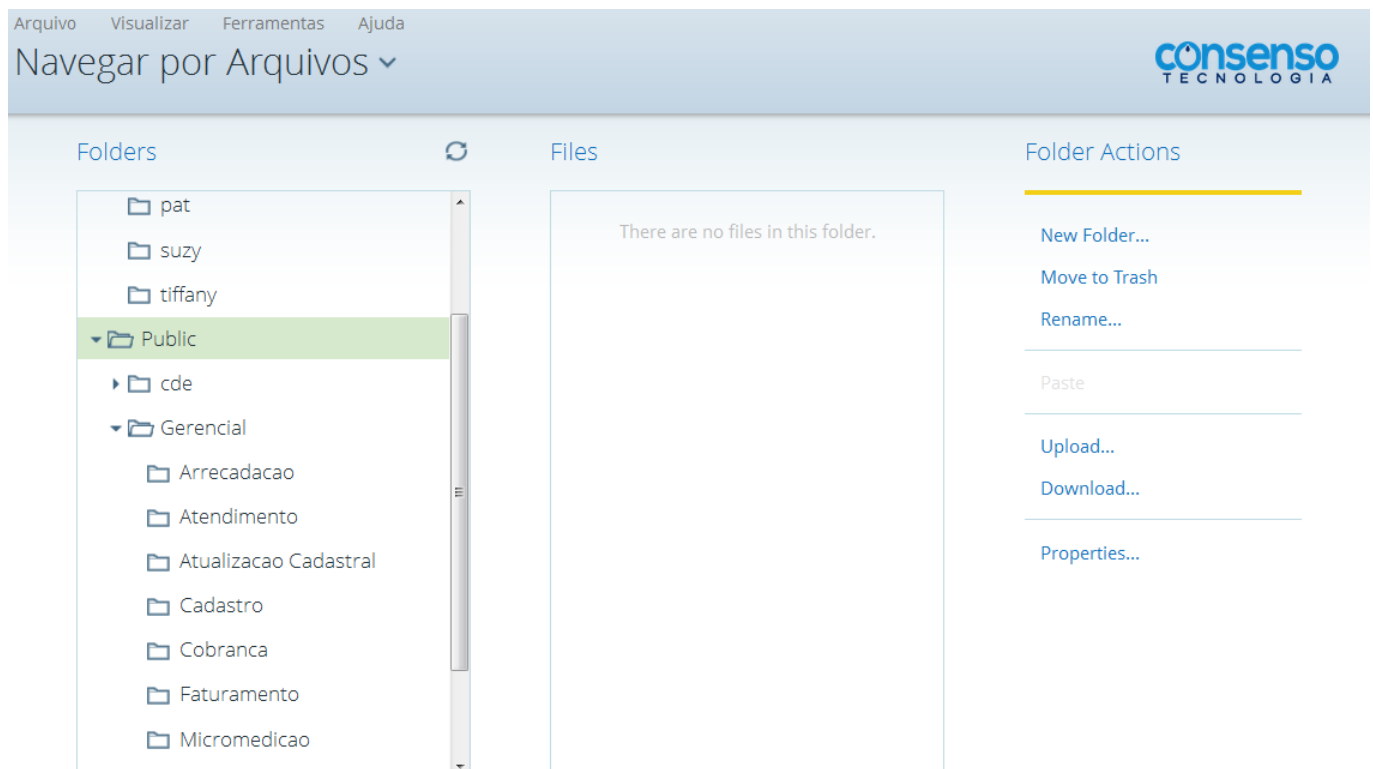 Arquivo Visualizar Ferramentas Ajuda
Navegar por Arquivos
consenso
TECNOLOGIA
Folders
pat
suzy
tiffany
Public
cde
Gerencial
Arrecadacao
Atendimento
Atualizacao Cadastral
Cadastro
Cobranca
Faturamento
Micromedicao
Files
There are no files in this folder.
Folder Actions
New Folder...
Move to Trash
Rename...
Paste
Upload...
Download...
Properties...